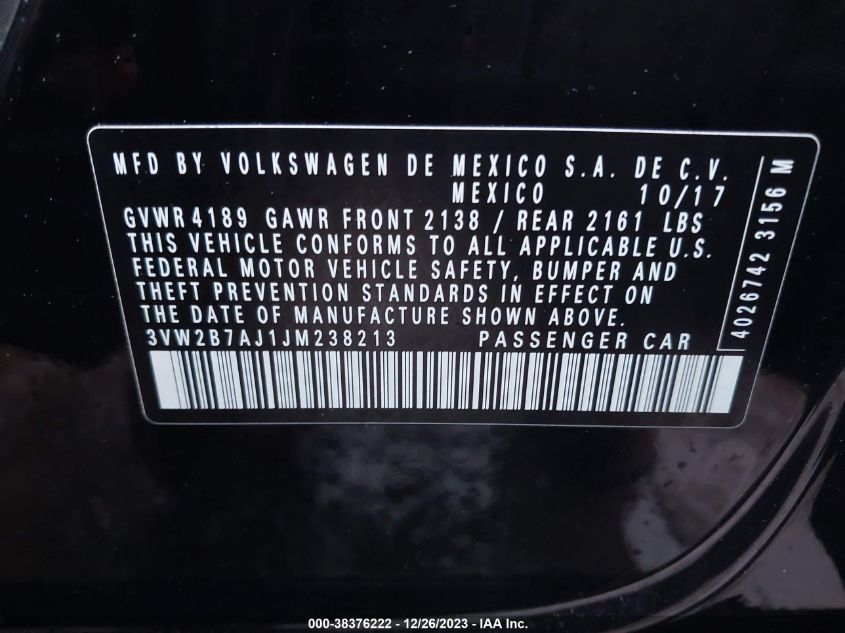 MFD BY VOLKSWAGEN DE MEXICO S.A. DE C.V.
MEXICO 10/17
GVWR 4189 GAWR FRONT 2138 / REAR 2161 LBS
THIS VEHICLE CONFORMS TO ALL APPLICABLE U.S.
FEDERAL MOTOR VEHICLE SAFETY, BUMPER AND
THEFT PREVENTION STANDARDS IN EFFECT ON
THE DATE OF MANUFACTURE SHOWN ABOVE.
3VW2B7AJ1JM238213 PASSENGER CAR
4026742 3156 M
000-38376222 - 12/26/2023 - IAA Inc.